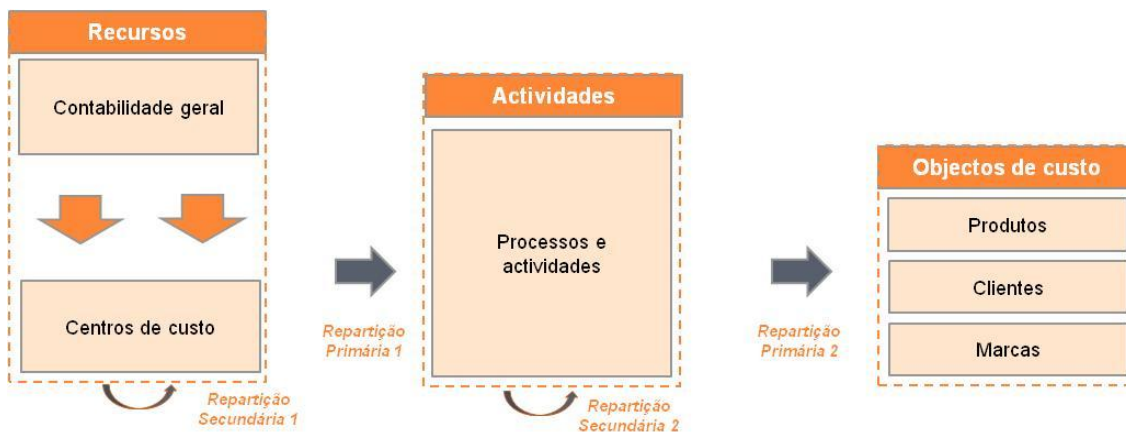 Recursos
Contabilidade geral
Centros de custo
Repartição
Secundária 1
Repartição
Primária 1
Actividades
Processos e
actividades
Repartição
Secundária 2
Repartição
Primária 2
Objectos de custo
Produtos
Clientes
Marcas